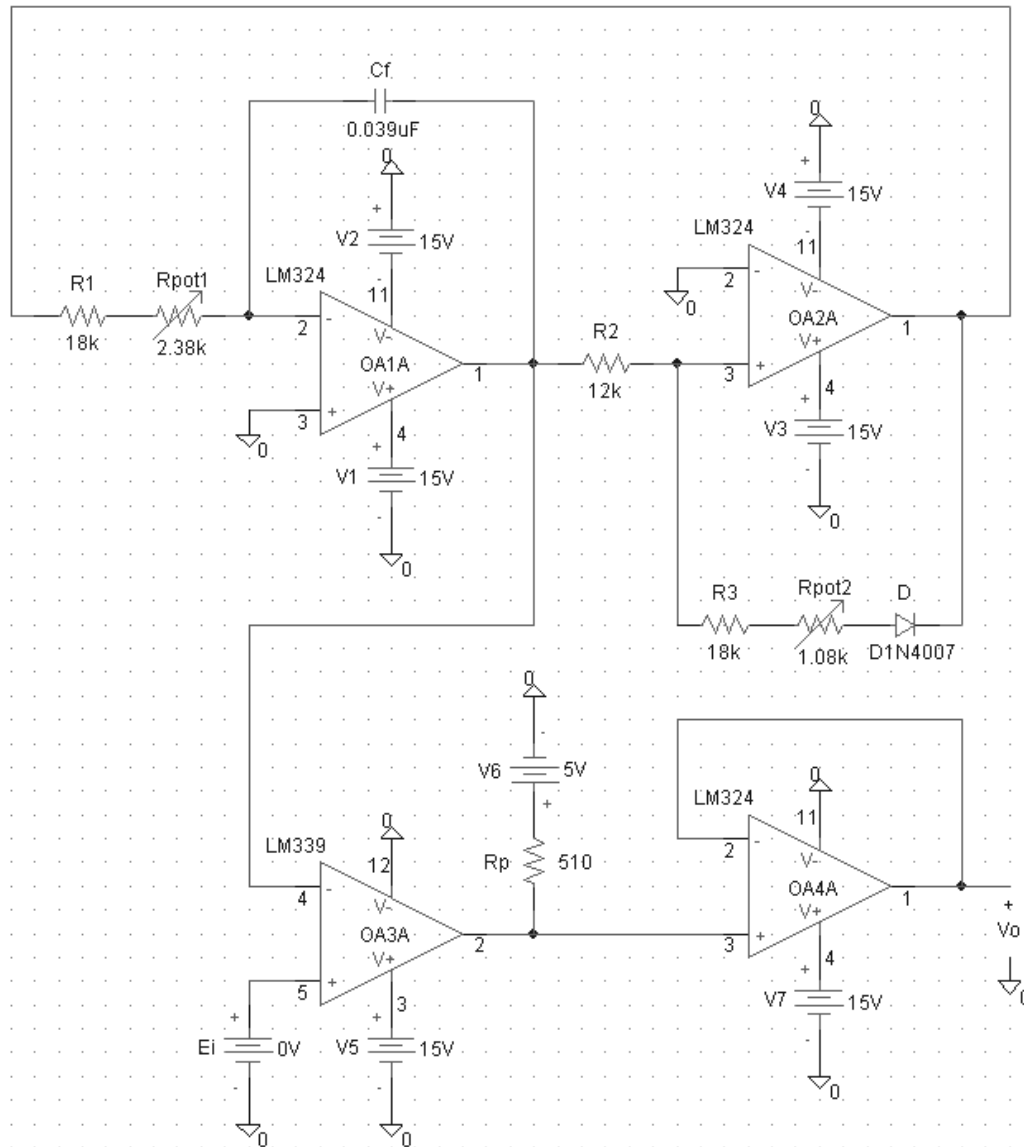 Cf
0.039uF
0
+
V2
15V
-
LM324
11
V-
OA1A
V+
2
-
3
+
1
4
+
V1
15V
-
0
0
R1
18k
Rpot1
2.38k
R2
12k
0
+
V4
15V
-
LM324
11
V-
OA2A
V+
2
-
0
3
+
1
4
+
V3
15V
-
0
R3
18k
Rpot2
1.08k
D
D1N4007
0
-
V6
5V
+
Rp
510
LM339
0
12
V-
OA3A
V+
4
-
5
+
2
3
+
Ei
0V
-
0
+
V5
15V
-
0
LM324
0
11
V-
OA4A
V+
2
-
3
+
1
4
+
V7
15V
-
0
+
Vo
-
0